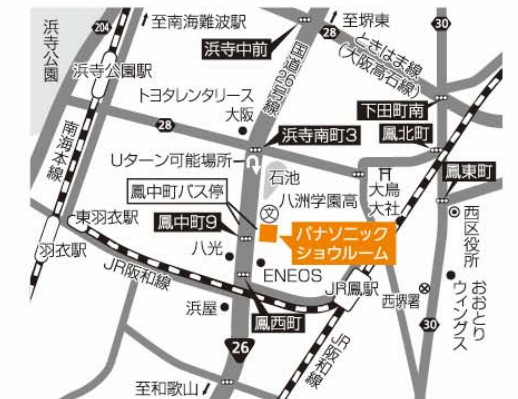 浜寺公園
204
至南海難波駅
浜寺中前
国道26号線
至堺東
28
ときはま線
(大阪高石線)
30
浜寺公園駅
トヨタレンタリース
大阪
下田町南
南海本線
28
浜寺南町3
鳳北町
Uターン可能場所
石池
鳳東町
鳳中町バス停
文
八洲学園高
大鳥
大社
東羽衣駅
鳳中町9
パナソニック
ショウルーム
西区役所
羽衣駅
八光
ENEOS
JR阪和線
JR鳳駅
西堺署
おおとり
ウィングス
浜屋
鳳西町
30
26
JR阪和線
至和歌山